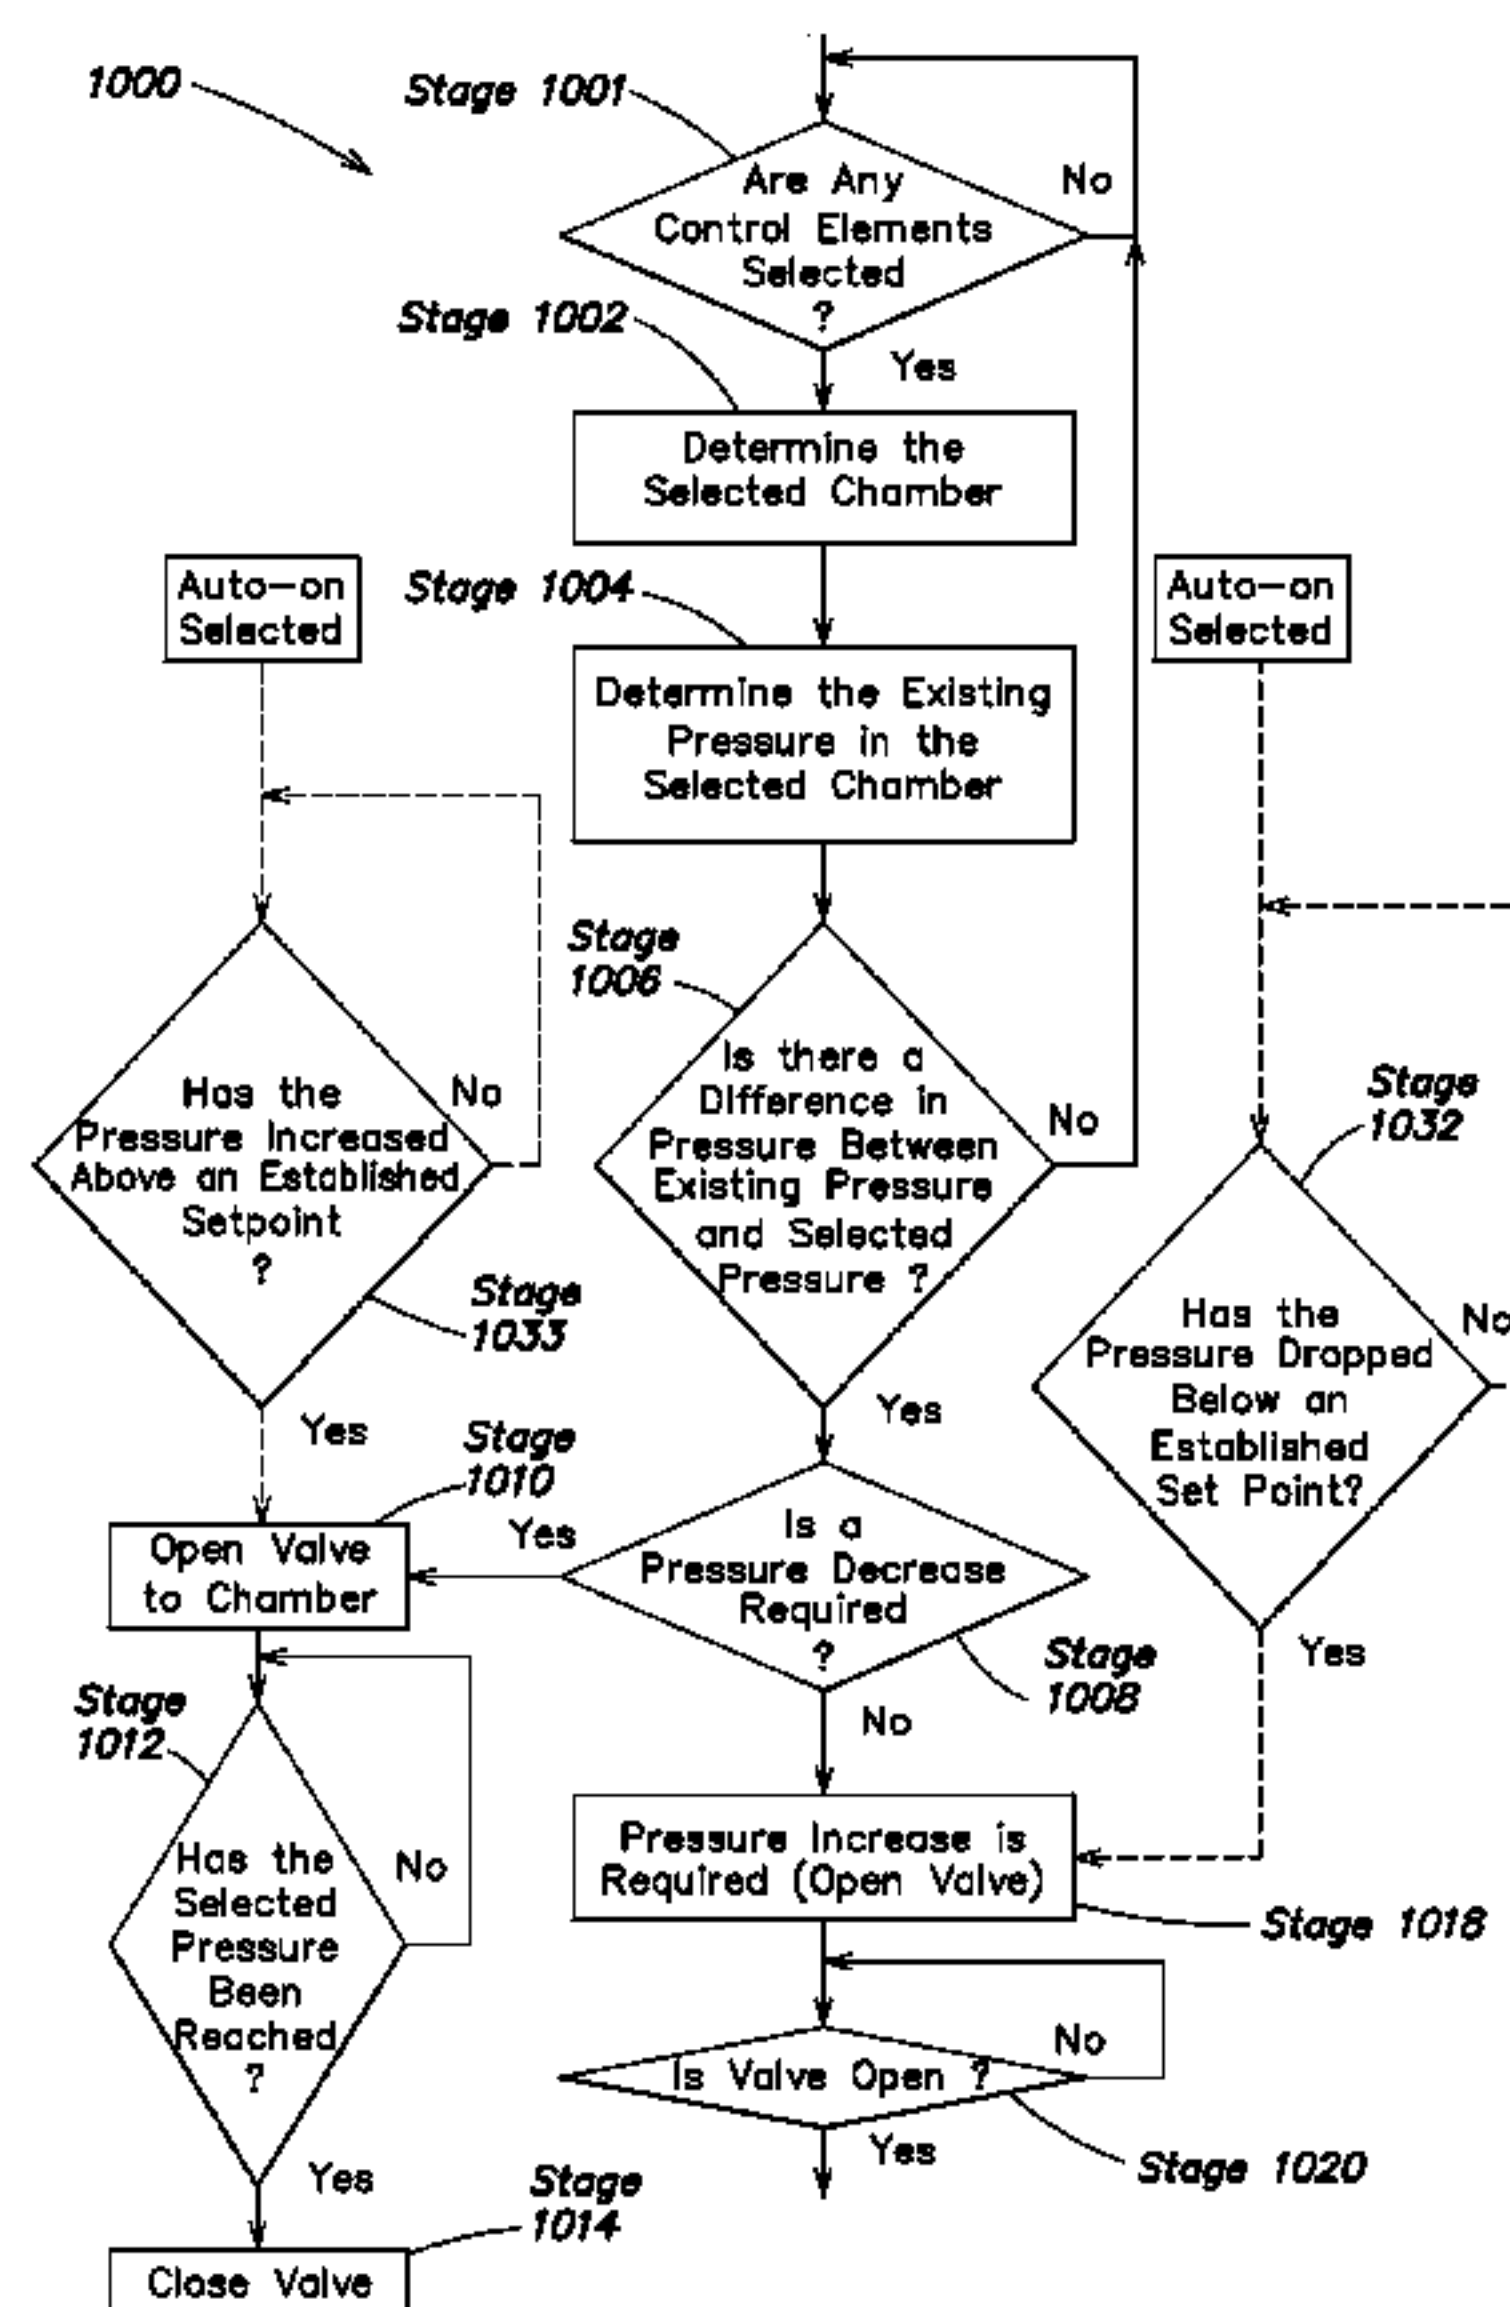 1000
Stage 1001
Are Any
Control Elements
Selected
?
No
Yes
Stage 1002
Determine the
Selected Chamber
Auto-on
Selected
Stage 1004
Determine the Existing
Pressure in the
Selected Chamber
Auto-on
Selected
Stage
1006
Is there a
Difference in
Pressure Between
Existing Pressure
and Selected
Pressure ?
No
Yes
Has the
Pressure Increased
Above an Established
Setpoint
?
No
Stage
1033
Yes
Stage
1032
Has the
Pressure Dropped
Below an
Established
Set Point?
No
Yes
Stage
1010
Open Valve
to Chamber
Yes
Is a
Pressure Decrease
Required
?
Stage
1008
No
Stage
1012
Has the
Selected
Pressure
Been
Reached
?
No
Yes
Pressure Increase is
Required (Open Valve)
Stage 1018
Is Valve Open ?
No
Yes
Stage 1020
Stage
1014
Close Valve